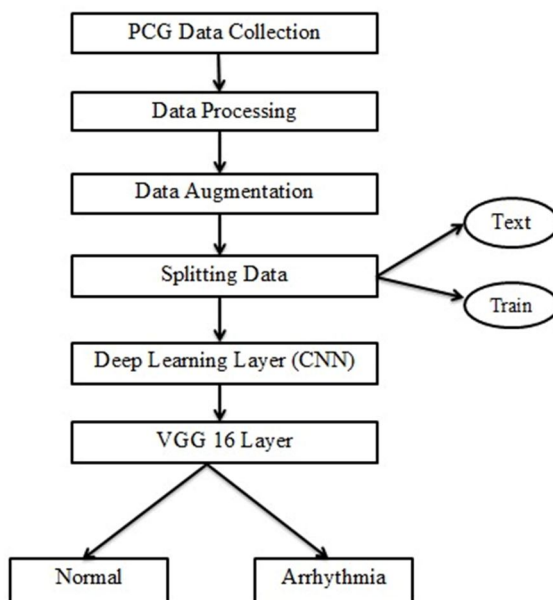 PCG Data Collection
Data Processing
Data Augmentation
Splitting Data
Text
Train
Deep Learning Layer (CNN)
VGG 16 Layer
Normal
Arrhythmia